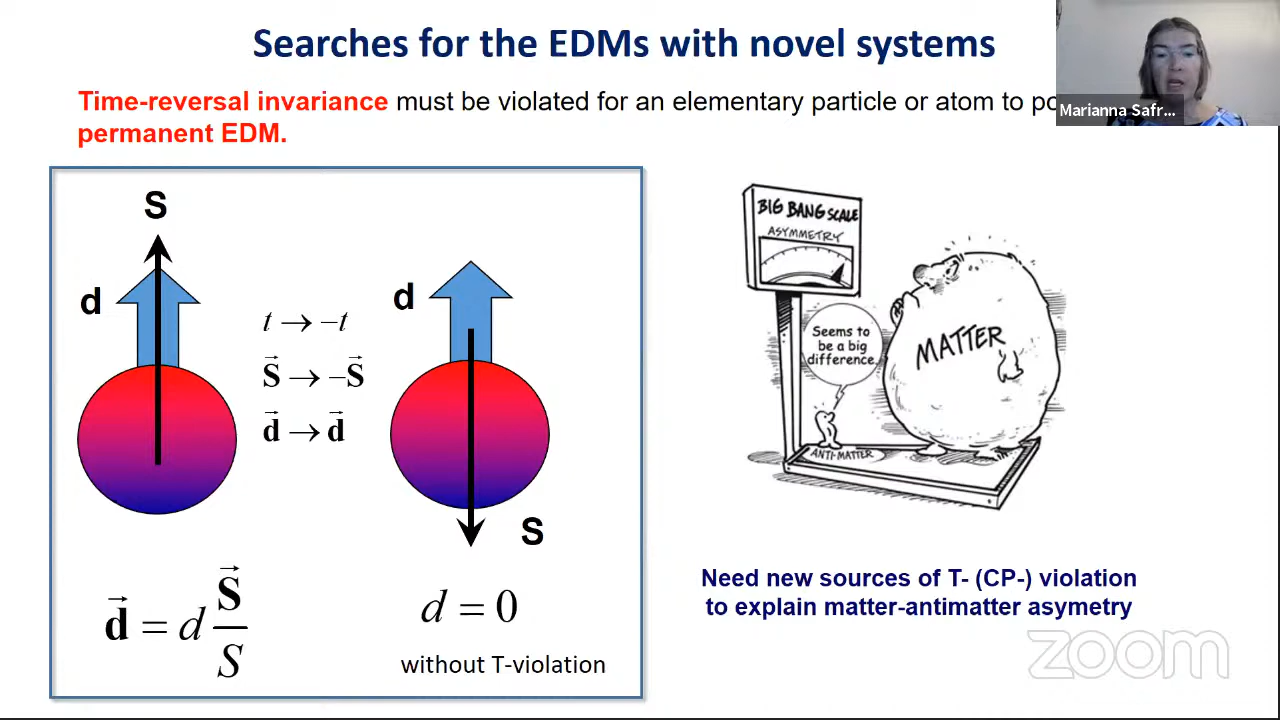 Searches for the EDMs with novel systems
Time-reversal invariance must be violated for an elementary particle or atom to
permanent EDM.
Marianna Safr...
S
d
t → –t
S⃗ → –S⃗
d⃗ → d⃗
d
S
d⃗ = d S⃗/S
d = 0
without T-violation
BIG BANG SCALE
ASYMMETRY
Seems to
be a big
difference.
MATTER
ANTI-MATTER
Need new sources of T- (CP-) violation
to explain matter-antimatter asymetry
zoom